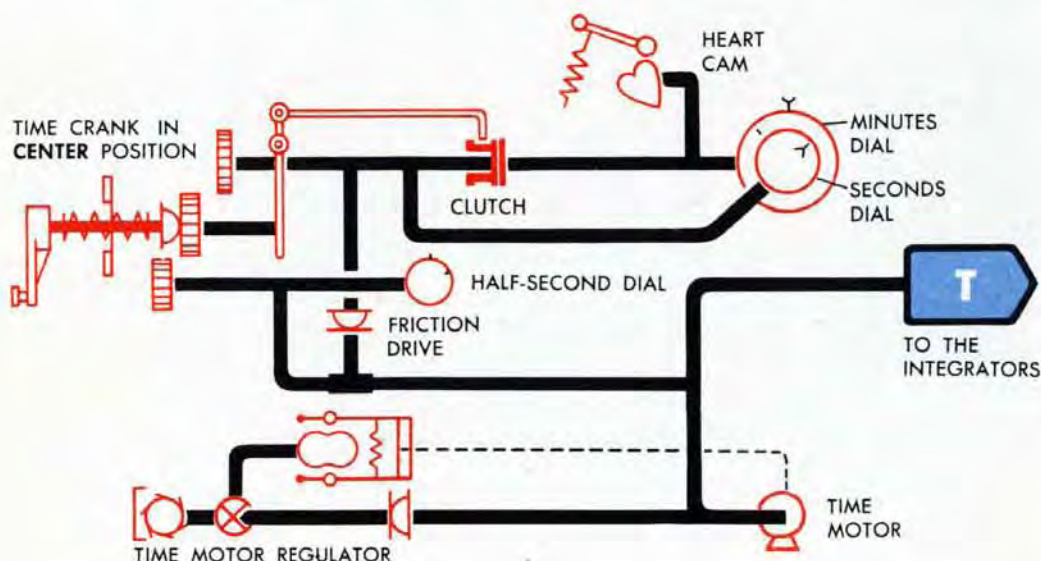 HEART
CAM
TIME CRANK IN
CENTER POSITION
MINUTES
DIAL
SECONDS
DIAL
CLUTCH
HALF-SECOND DIAL
FRICTION
DRIVE
T
TO THE
INTEGRATORS
TIME
MOTOR
TIME MOTOR REGULATOR